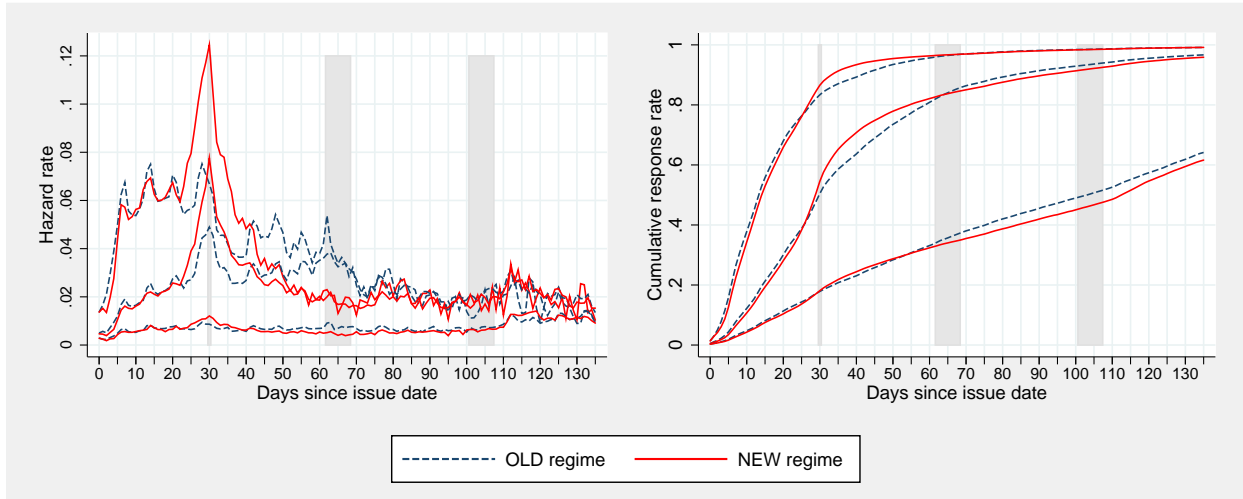 Hazard rate
.12
.1
.08
.06
.04
.02
0
0 10 20 30 40 50 60 70 80 90 100 110 120 130
Days since issue date
Cumulative response rate
1
.8
.6
.4
.2
0
0 10 20 30 40 50 60 70 80 90 100 110 120 130
Days since issue date
OLD regime NEW regime